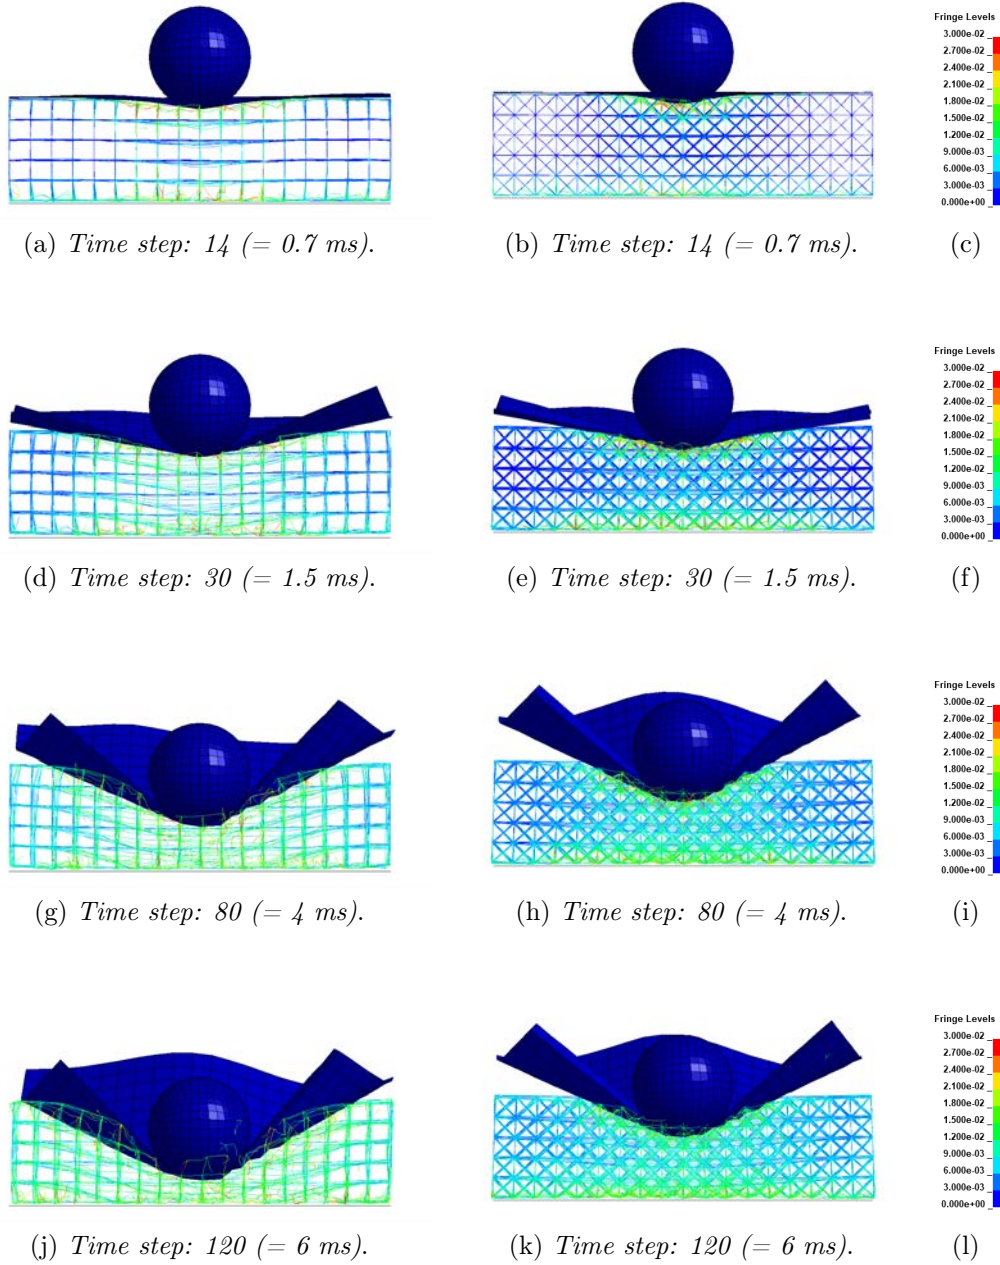 Fringe Levels
3.000e-02
2.700e-02
2.400e-02
2.100e-02
1.800e-02
1.500e-02
1.200e-02
9.000e-03
6.000e-03
3.000e-03
0.000e+00
(a) Time step: 14 (= 0.7 ms).
(b) Time step: 14 (= 0.7 ms).
(c)
Fringe Levels
3.000e-02
2.700e-02
2.400e-02
2.100e-02
1.800e-02
1.500e-02
1.200e-02
9.000e-03
6.000e-03
3.000e-03
0.000e+00
(d) Time step: 30 (= 1.5 ms).
(e) Time step: 30 (= 1.5 ms).
(f)
Fringe Levels
3.000e-02
2.700e-02
2.400e-02
2.100e-02
1.800e-02
1.500e-02
1.200e-02
9.000e-03
6.000e-03
3.000e-03
0.000e+00
(g) Time step: 80 (= 4 ms).
(h) Time step: 80 (= 4 ms).
(i)
Fringe Levels
3.000e-02
2.700e-02
2.400e-02
2.100e-02
1.800e-02
1.500e-02
1.200e-02
9.000e-03
6.000e-03
3.000e-03
0.000e+00
(j) Time step: 120 (= 6 ms).
(k) Time step: 120 (= 6 ms).
(l)